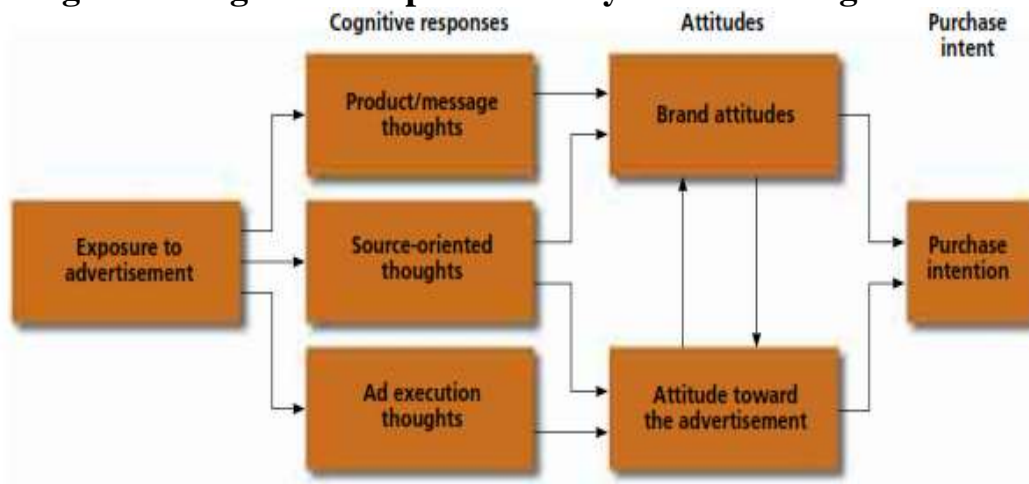 Cognitive responses
Attitudes
Purchase
intent
Product/message
thoughts
Brand attitudes
Exposure to
advertisement
Source-oriented
thoughts
Purchase
intention
Ad execution
thoughts
Attitude toward
the advertisement